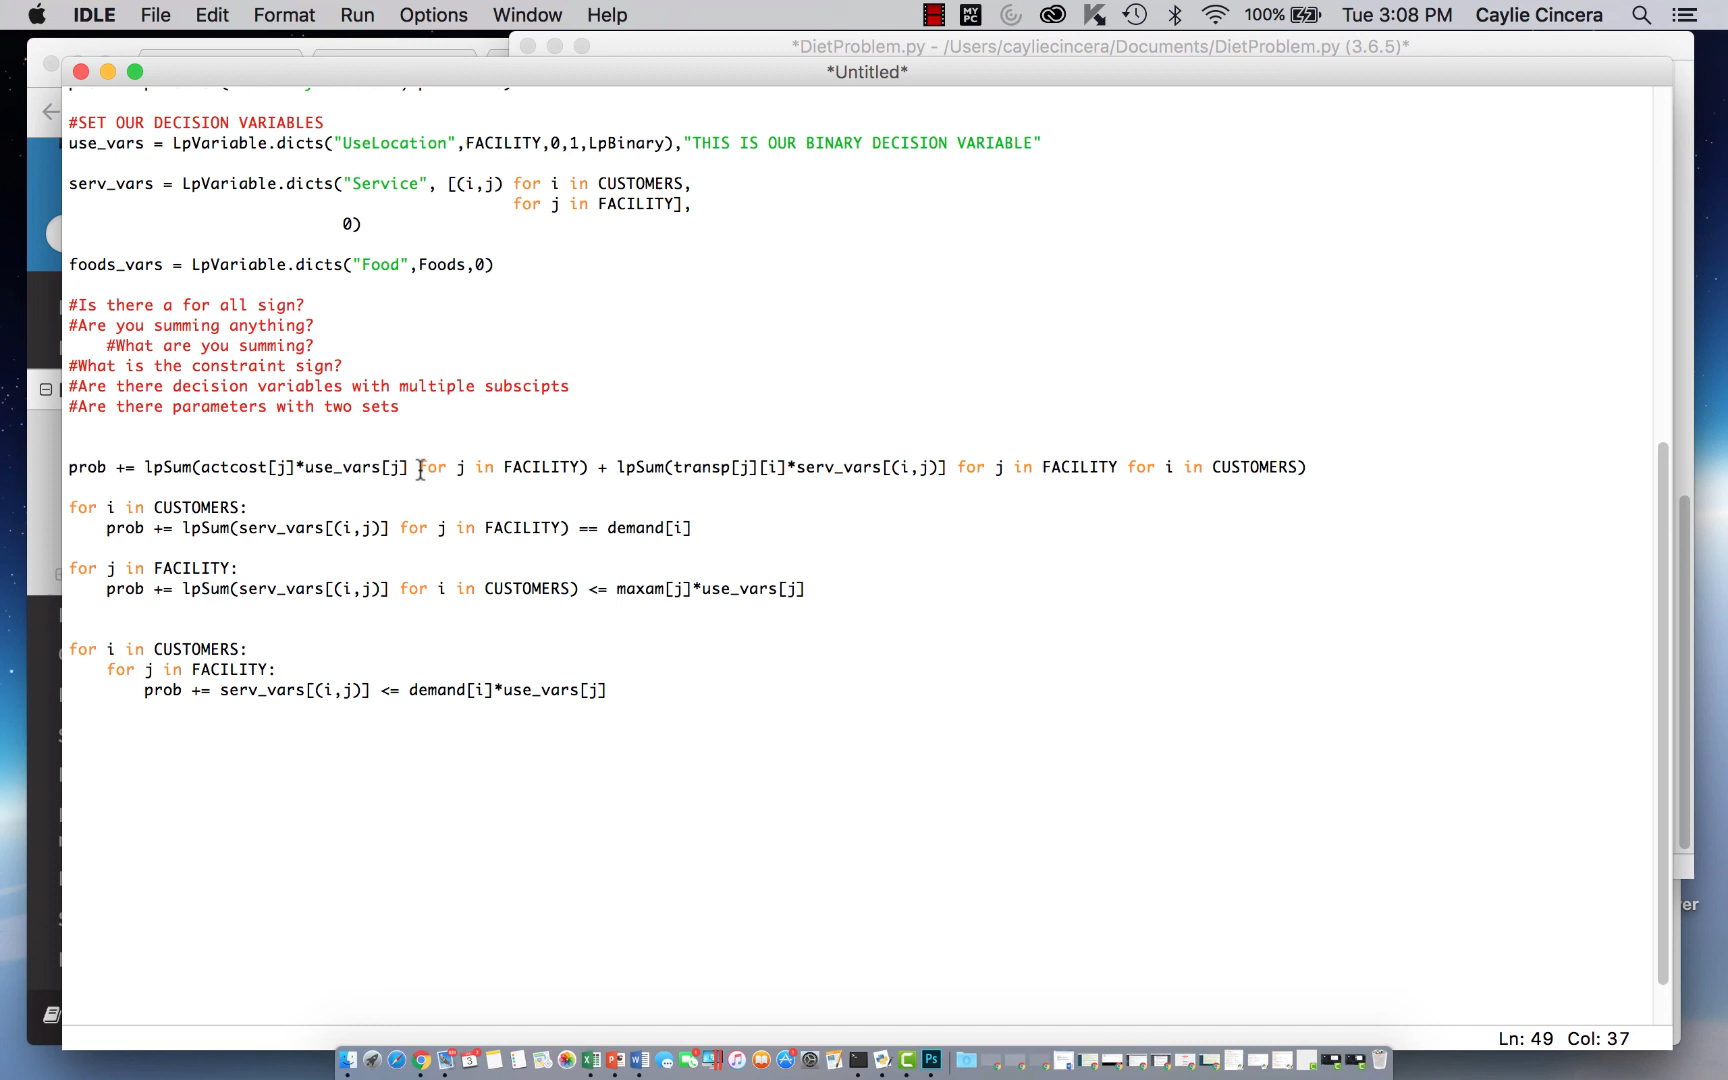 IDLE File Edit Format Run Options Window Help 100% Tue 3:08 PM Caylie Cincera
*DietProblem.py - /Users/cayliecincera/Documents/DietProblem.py (3.6.5)*
*Untitled*
#SET OUR DECISION VARIABLES
use_vars = LpVariable.dicts("UseLocation",FACILITY,0,1,LpBinary),"THIS IS OUR BINARY DECISION VARIABLE"
serv_vars = LpVariable.dicts("Service", [(i,j) for i in CUSTOMERS,
for j in FACILITY],
0)
foods_vars = LpVariable.dicts("Food",Foods,0)
#Is there a for all sign?
#Are you summing anything?
#What are you summing?
#What is the constraint sign?
#Are there decision variables with multiple subscipts
#Are there parameters with two sets
prob += lpSum(actcost[j]*use_vars[j] for j in FACILITY) + lpSum(transp[j][i]*serv_vars[(i,j)] for j in FACILITY for i in CUSTOMERS)
for i in CUSTOMERS:
prob += lpSum(serv_vars[(i,j)] for j in FACILITY) == demand[i]
for j in FACILITY:
prob += lpSum(serv_vars[(i,j)] for i in CUSTOMERS) <= maxam[j]*use_vars[j]
for i in CUSTOMERS:
for j in FACILITY:
prob += serv_vars[(i,j)] <= demand[i]*use_vars[j]
Ln: 49 Col: 37